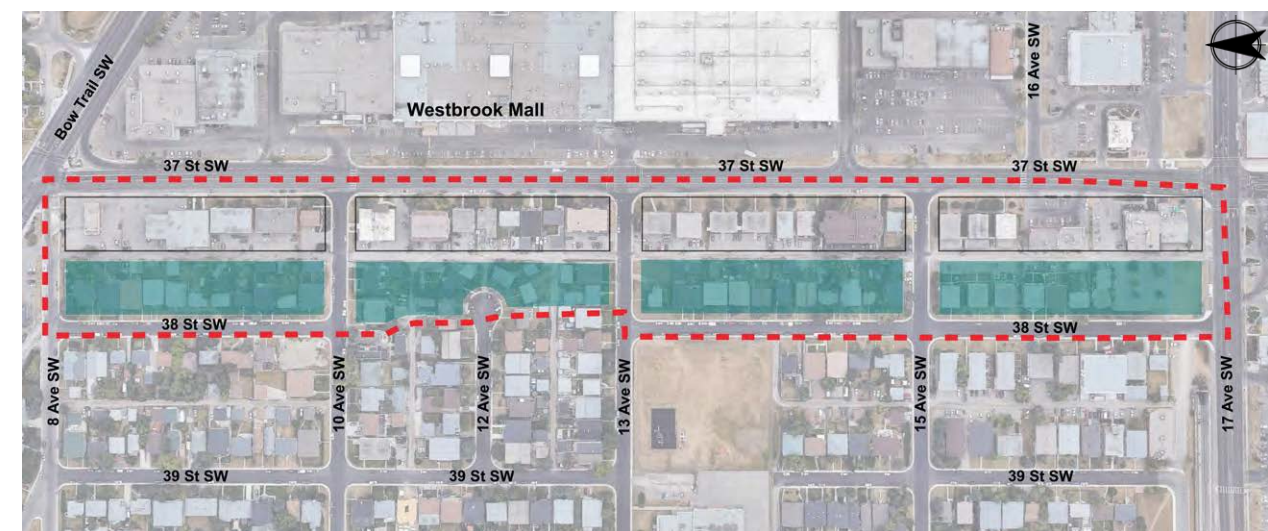 Bow Trail SW
Westbrook Mall
16 Ave SW
37 St SW
37 St SW
37 St SW
38 St SW
38 St SW
8 Ave SW
10 Ave SW
12 Ave SW
13 Ave SW
15 Ave SW
17 Ave SW
39 St SW
39 St SW
39 St SW